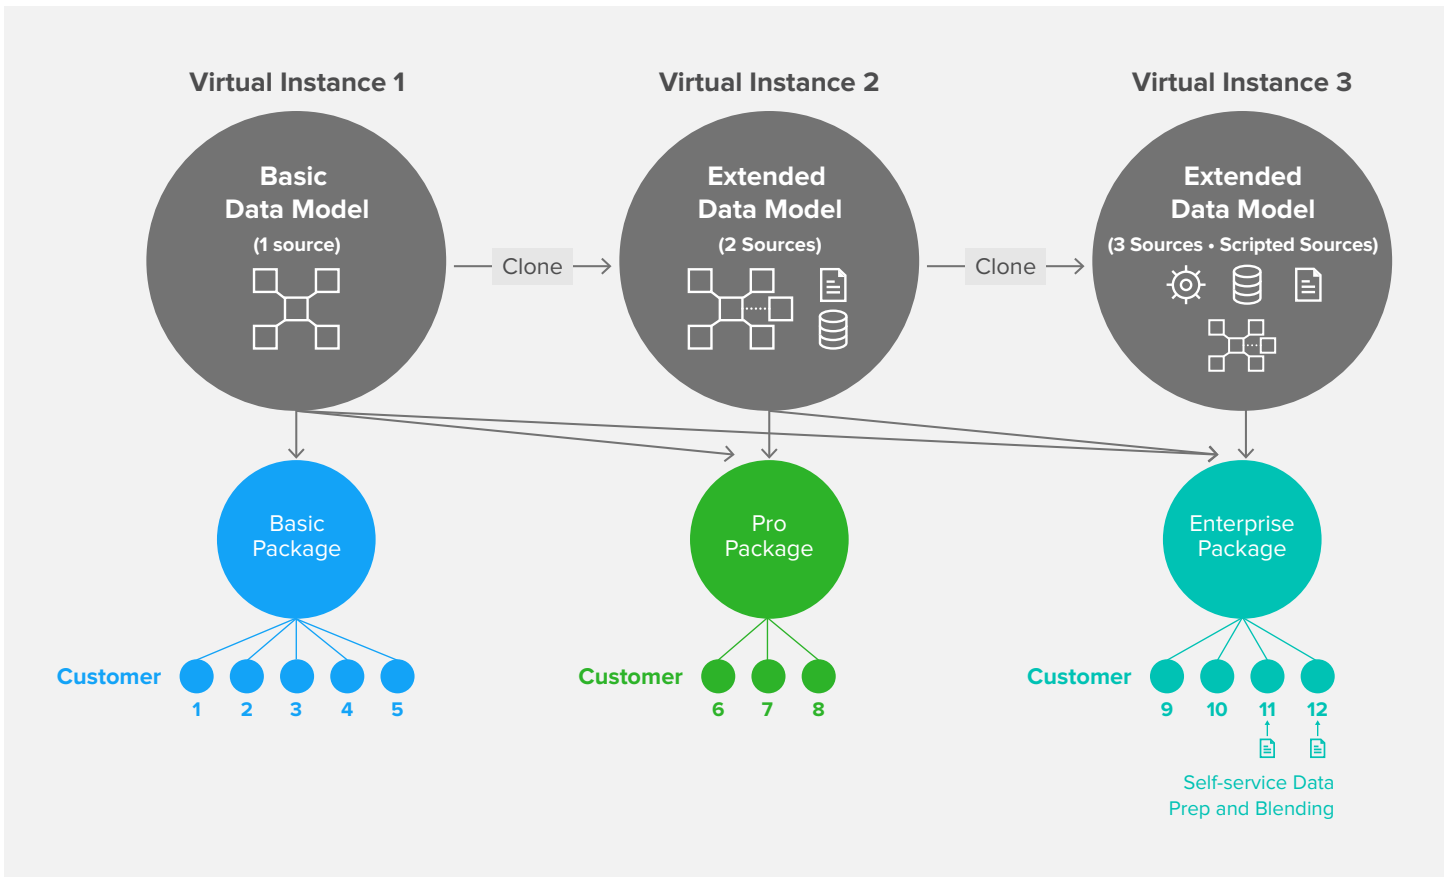 Virtual Instance 1
Virtual Instance 2
Virtual Instance 3
Basic
Data Model
(1 source)
Clone
Extended
Data Model
(2 Sources)
Clone
Extended
Data Model
(3 Sources • Scripted Sources)
Basic
Package
Pro
Package
Enterprise
Package
Customer
1 2 3 4 5
Customer
6 7 8
Customer
9 10 11 12
Self-service Data
Prep and Blending